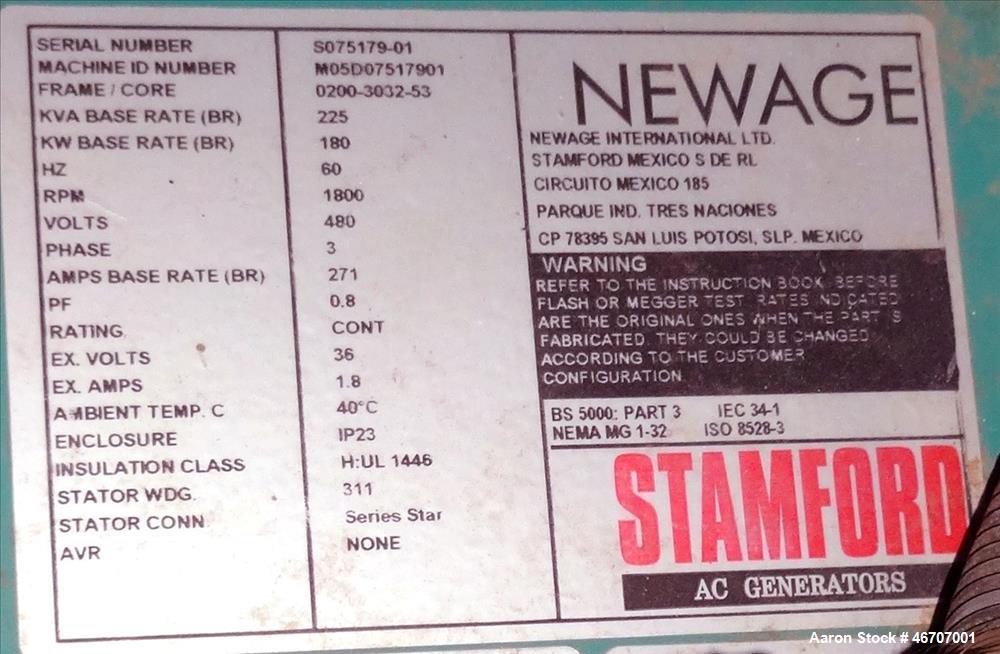 SERIAL NUMBER S075179-01
MACHINE ID NUMBER M05D07517901
FRAME / CORE 0200-3032-53
KVA BASE RATE (BR) 225
KW BASE RATE (BR) 180
HZ 60
RPM 1800
VOLTS 480
PHASE 3
AMPS BASE RATE (BR) 271
PF 0.8
RATING. CONT
EX. VOLTS 36
EX. AMPS 1.8
AMBIENT TEMP. C 40°C
ENCLOSURE IP23
INSULATION CLASS H:UL 1446
STATOR WDG. 311
STATOR CONN. Series Star
AVR NONE
NEWAGE
NEWAGE INTERNATIONAL LTD.
STAMFORD MEXICO S DE RL
CIRCUITO MEXICO 185
PARQUE IND. TRES NACIONES
CP 78395 SAN LUIS POTOSI, SLP. MEXICO
WARNING
REFER TO THE INSTRUCTION BOOK BEFORE
FLASH OR MEGGER TEST. RATES INDICATED
ARE THE ORIGINAL ONES WHEN THE PART IS
FABRICATED. THEY COULD BE CHANGED
ACCORDING TO THE CUSTOMER
CONFIGURATION.
BS 5000: PART 3 IEC 34-1
NEMA MG 1-32 ISO 8528-3
STAMFORD
AC GENERATORS
Aaron Stock # 46707001